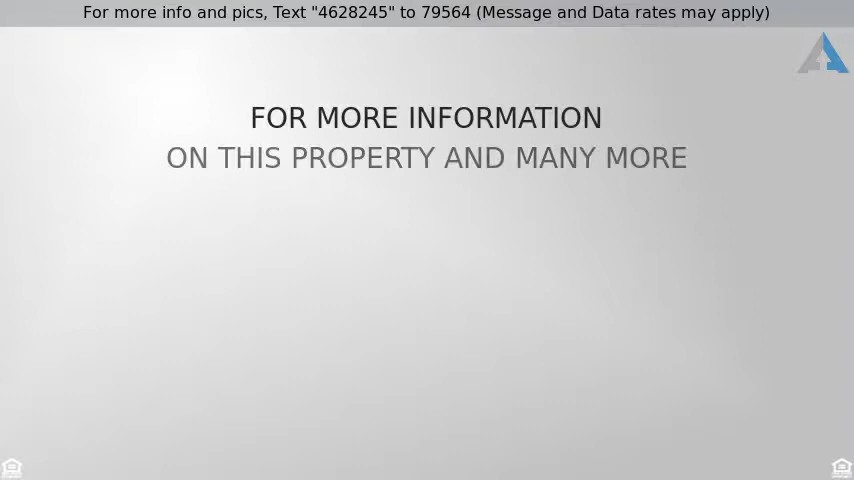 For more info and pics, Text "4628245" to 79564 (Message and Data rates may apply)
FOR MORE INFORMATION
ON THIS PROPERTY AND MANY MORE